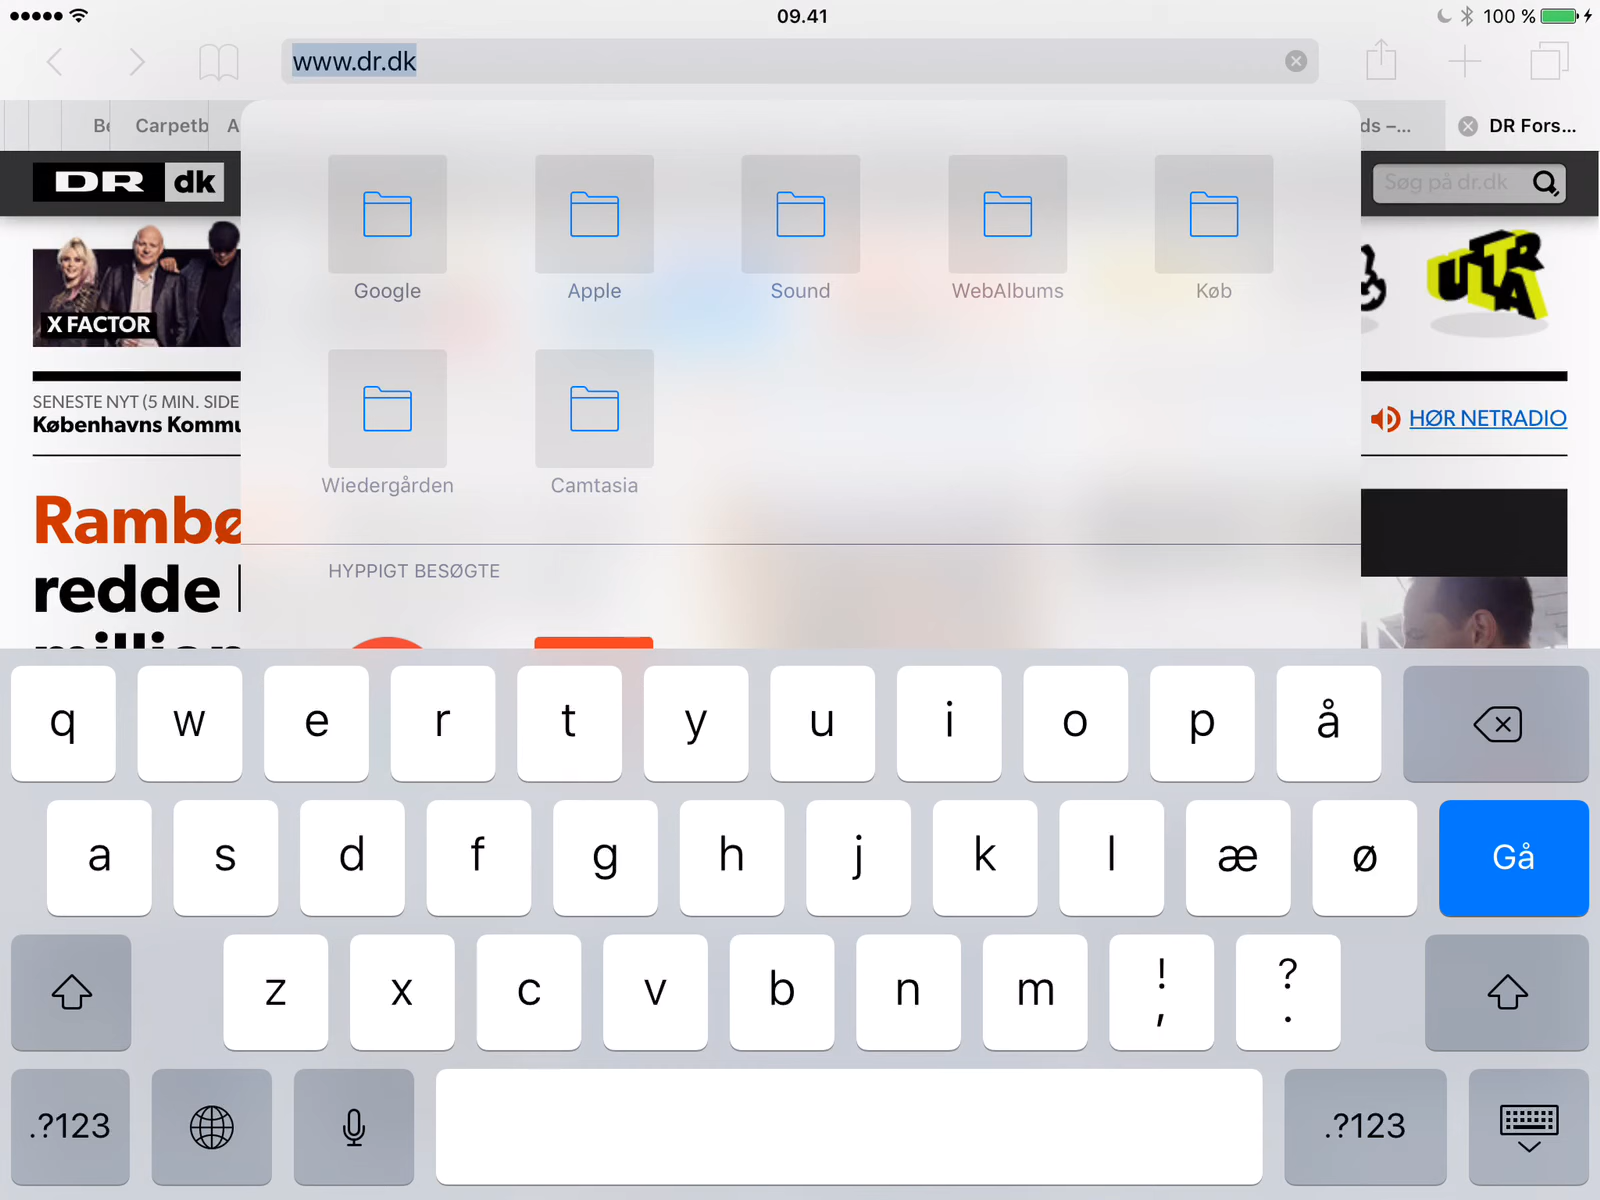 09.41
100 %
www.dr.dk
Carpetb
ds –...
DR Fors...
DR dk
Søg på dr.dk
X FACTOR
ULTRA
Google
Apple
Sound
WebAlbums
Køb
Wiedergården
Camtasia
SENESTE NYT (5 MIN. SIDE
Københavns Kommu
HØR NETRADIO
Rambø
redde
HYPPIGT BESØGTE
q w e r t y u i o p å
a s d f g h j k l æ ø Gå
z x c v b n m ! , ? .
.?123 .?123